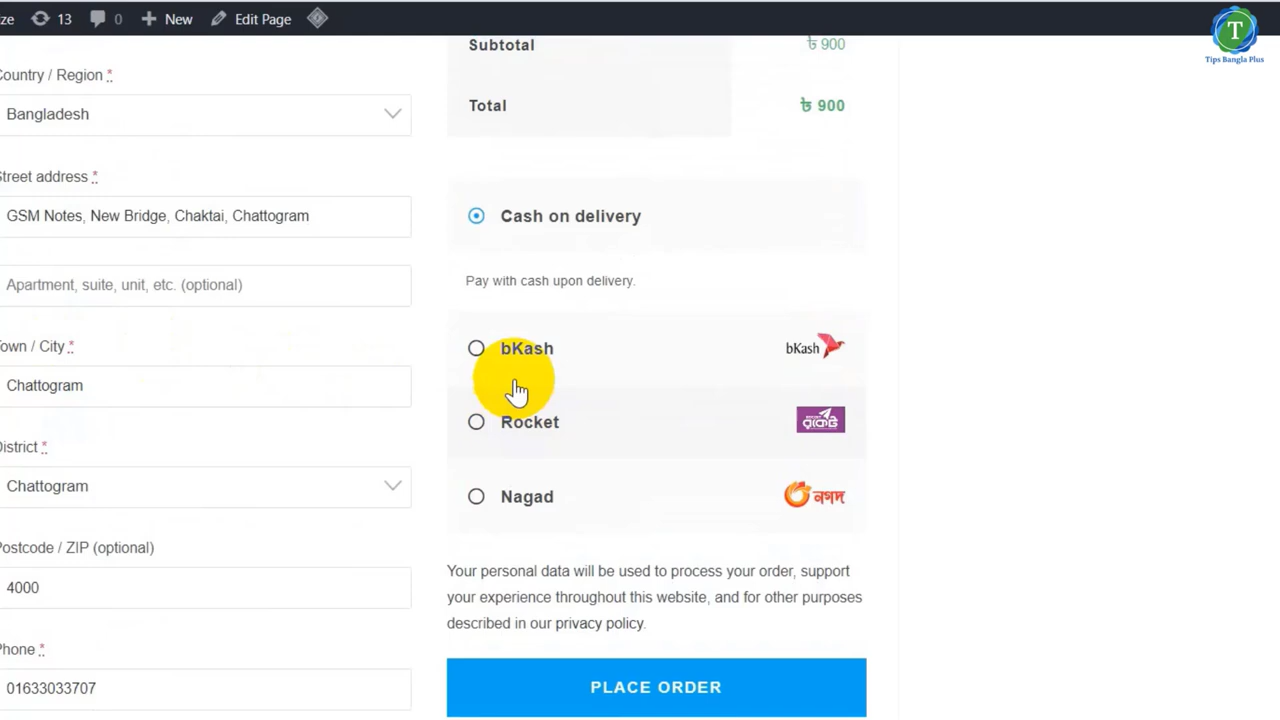 ze 13 0 New Edit Page
T
Tips Bangla Plus
Country / Region *
Bangladesh
Street address *
GSM Notes, New Bridge, Chaktai, Chattogram
Apartment, suite, unit, etc. (optional)
Town / City *
Chattogram
District *
Chattogram
Postcode / ZIP (optional)
4000
Phone *
01633033707
Subtotal ৳ 900
Total ৳ 900
Cash on delivery
Pay with cash upon delivery.
bKash bKash
Rocket রকেট
Nagad নগদ
Your personal data will be used to process your order, support
your experience throughout this website, and for other purposes
described in our privacy policy.
PLACE ORDER